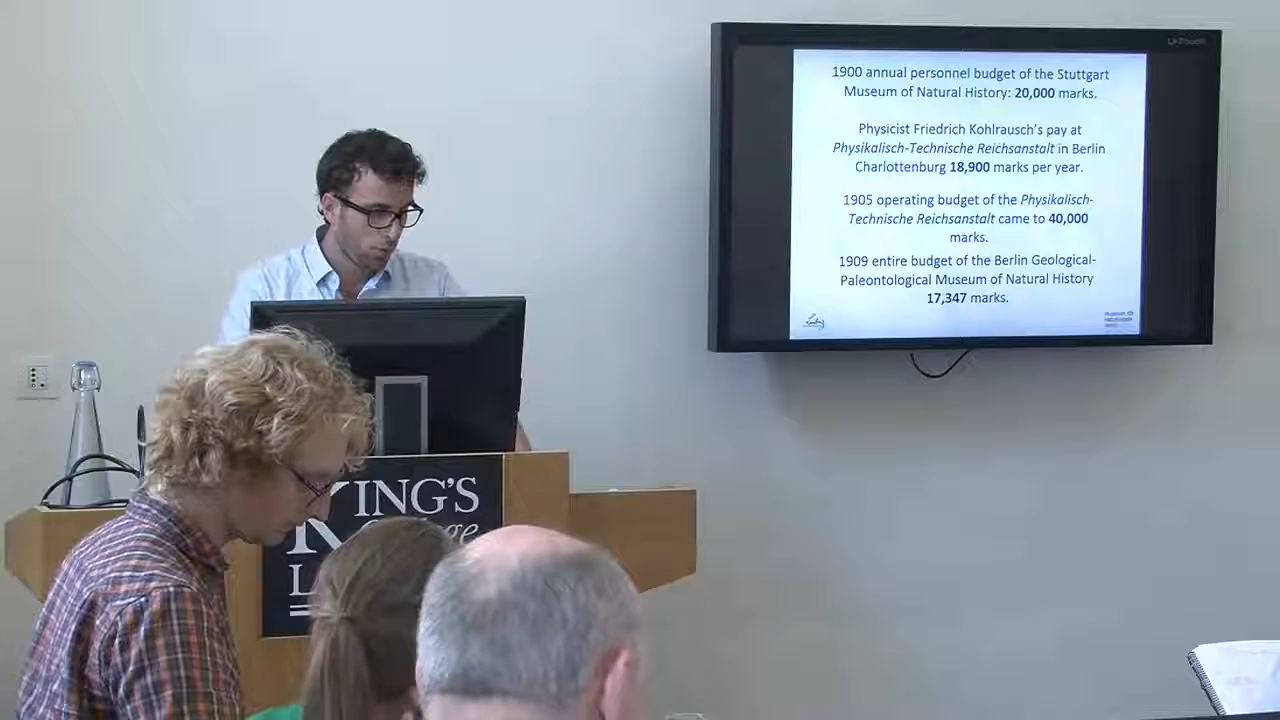 1900 annual personnel budget of the Stuttgart
Museum of Natural History: 20,000 marks.
Physicist Friedrich Kohlrausch's pay at
Physikalisch-Technische Reichsanstalt in Berlin
Charlottenburg 18,900 marks per year.
1905 operating budget of the Physikalisch-
Technische Reichsanstalt came to 40,000
marks.
1909 entire budget of the Berlin Geological-
Paleontological Museum of Natural History
17,347 marks.
KING'S